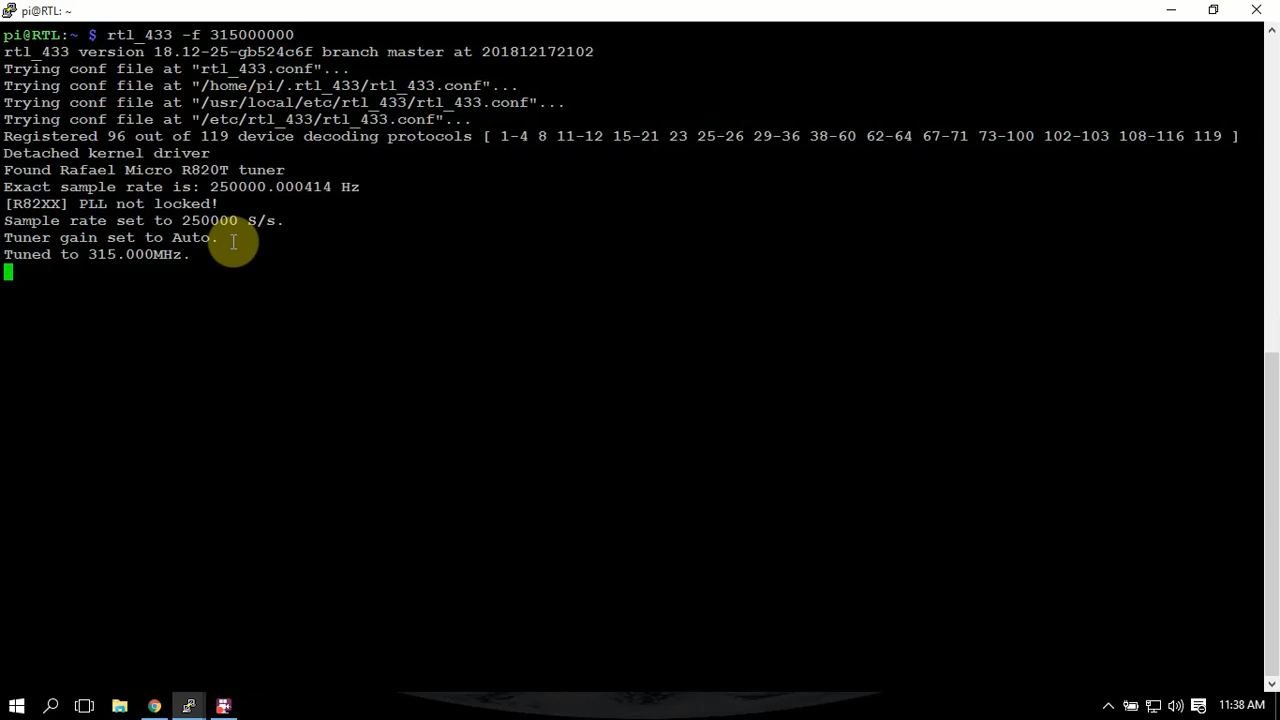 pi@RTL: ~
pi@RTL:~ $ rtl_433 -f 315000000
rtl_433 version 18.12-25-gb524c6f branch master at 201812172102
Trying conf file at "rtl_433.conf"...
Trying conf file at "/home/pi/.rtl_433/rtl_433.conf"...
Trying conf file at "/usr/local/etc/rtl_433/rtl_433.conf"...
Trying conf file at "/etc/rtl_433/rtl_433.conf"...
Registered 96 out of 119 device decoding protocols [ 1-4 8 11-12 15-21 23 25-26 29-36 38-60 62-64 67-71 73-100 102-103 108-116 119 ]
Detached kernel driver
Found Rafael Micro R820T tuner
Exact sample rate is: 250000.000414 Hz
[R82XX] PLL not locked!
Sample rate set to 250000 S/s.
Tuner gain set to Auto.
Tuned to 315.000MHz.
11:38 AM